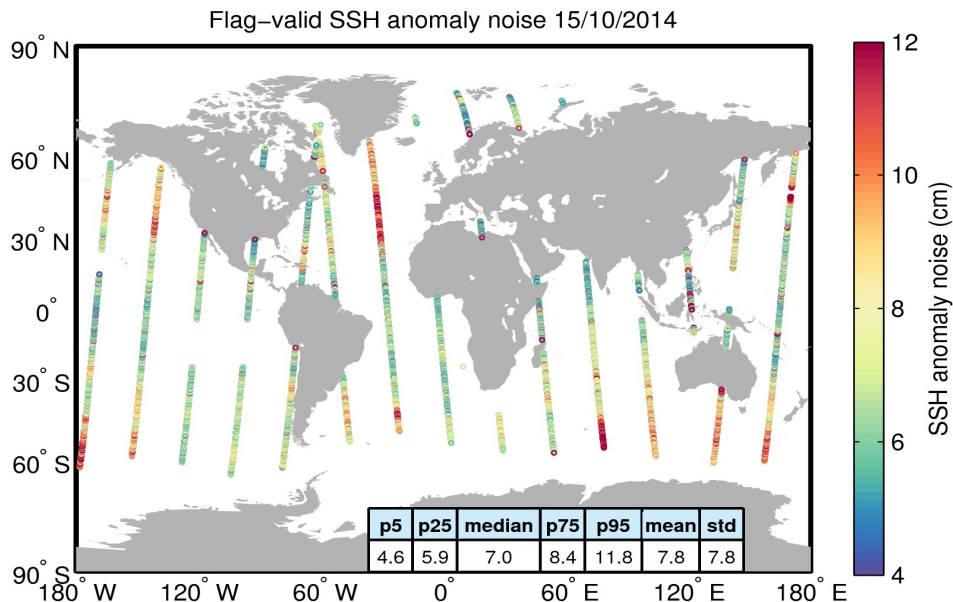 Flag−valid SSH anomaly noise 15/10/2014
90° N
60° N
30° N
0°
30° S
60° S
90° S
180° W
120° W
60° W
0°
60° E
120° E
180° E
p5 p25 median p75 p95 mean std
4.6 5.9 7.0 8.4 11.8 7.8 7.8
12
10
8
6
4
SSH anomaly noise (cm)